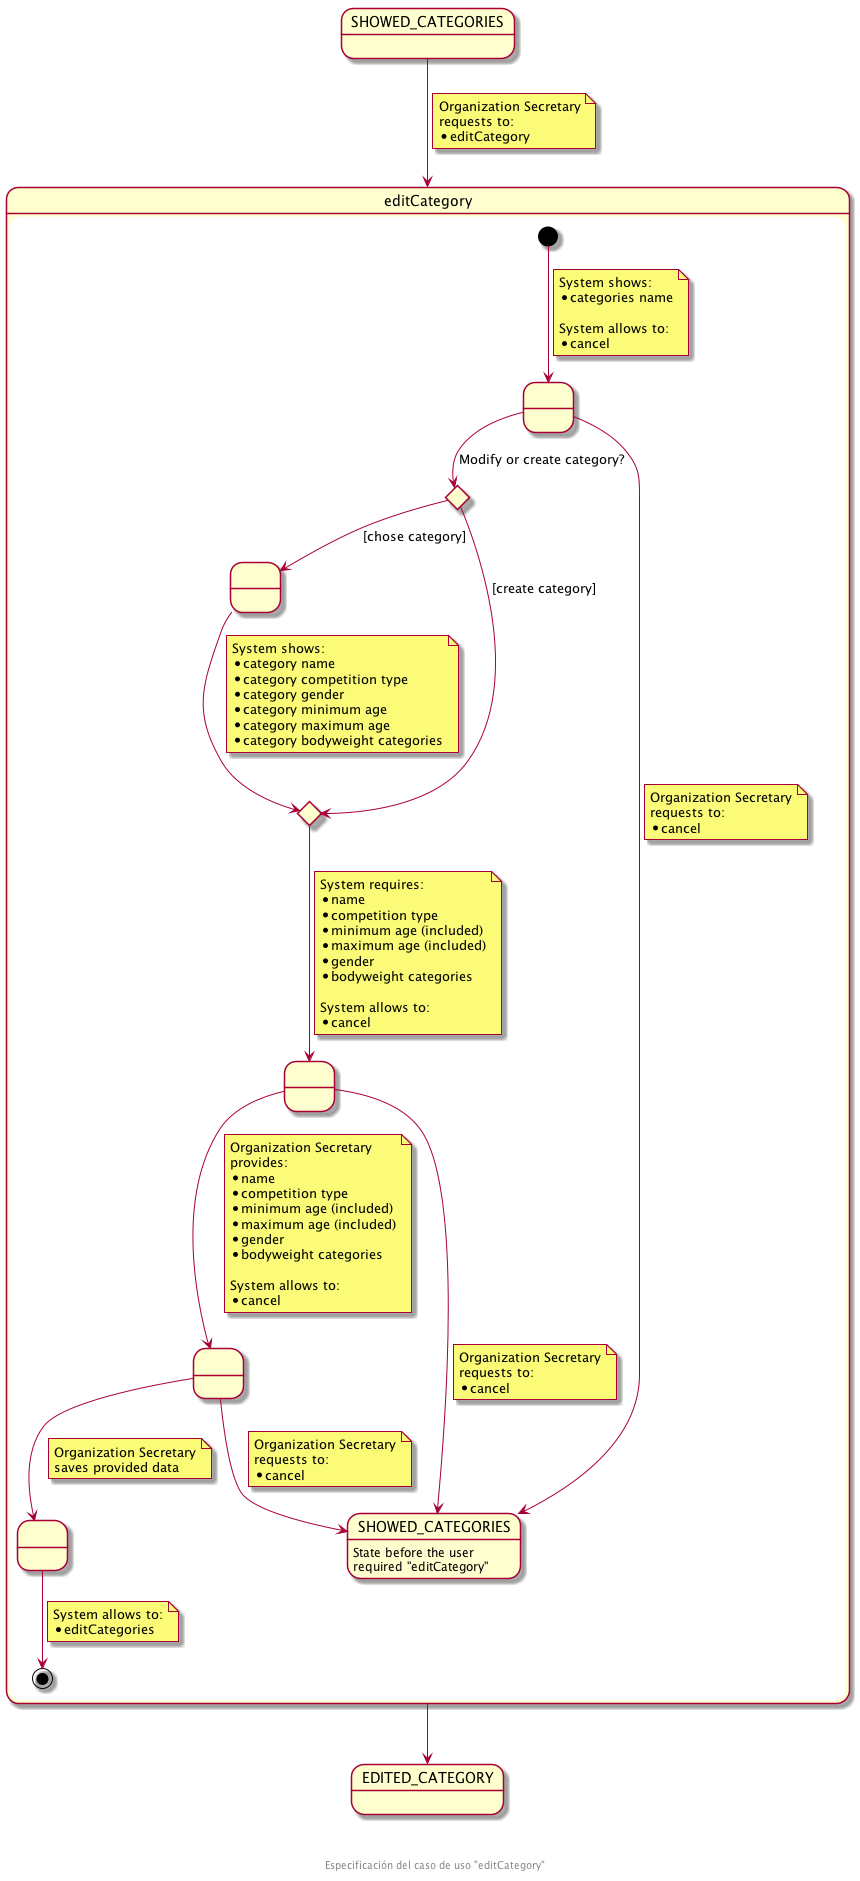 SHOWED_CATEGORIES
Organization Secretary
requests to:
• editCategory
editCategory
System shows:
• categories name
System allows to:
• cancel
Modify or create category?
[chose category]
[create category]
System shows:
• category name
• category competition type
• category gender
• category minimum age
• category maximum age
• category bodyweight categories
Organization Secretary
requests to:
• cancel
System requires:
• name
• competition type
• minimum age (included)
• maximum age (included)
• gender
• bodyweight categories
System allows to:
• cancel
Organization Secretary
provides:
• name
• competition type
• minimum age (included)
• maximum age (included)
• gender
• bodyweight categories
System allows to:
• cancel
Organization Secretary
requests to:
• cancel
Organization Secretary
saves provided data
Organization Secretary
requests to:
• cancel
SHOWED_CATEGORIES
State before the user
required "editCategory"
System allows to:
• editCategories
EDITED_CATEGORY
Especificación del caso de uso "editCategory"